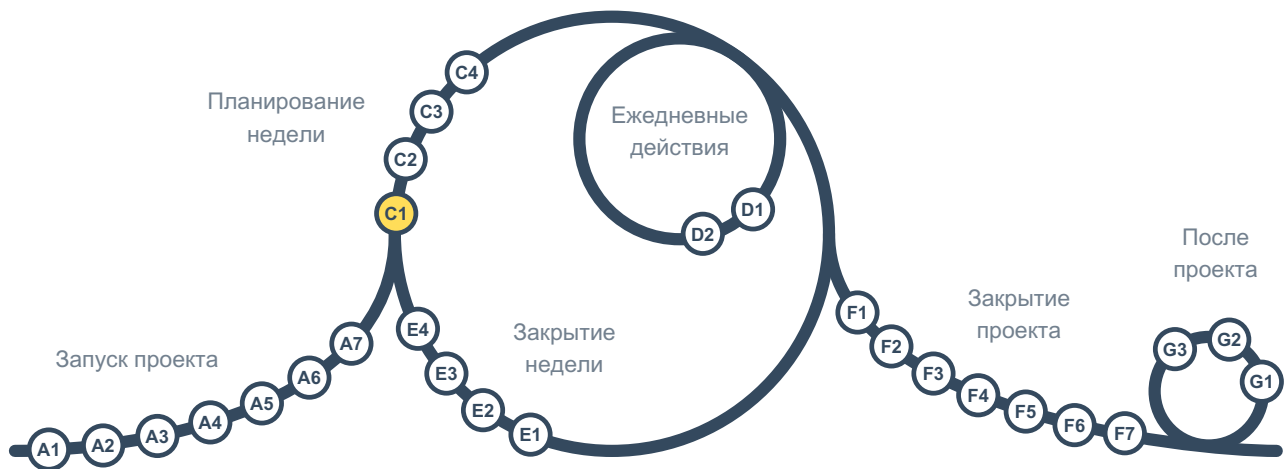 Запуск проекта
A1
A2
A3
A4
A5
A6
A7
Планирование
недели
C1
C2
C3
C4
Ежедневные
действия
D1
D2
Закрытие
недели
E1
E2
E3
E4
Закрытие
проекта
F1
F2
F3
F4
F5
F6
F7
После
проекта
G1
G2
G3